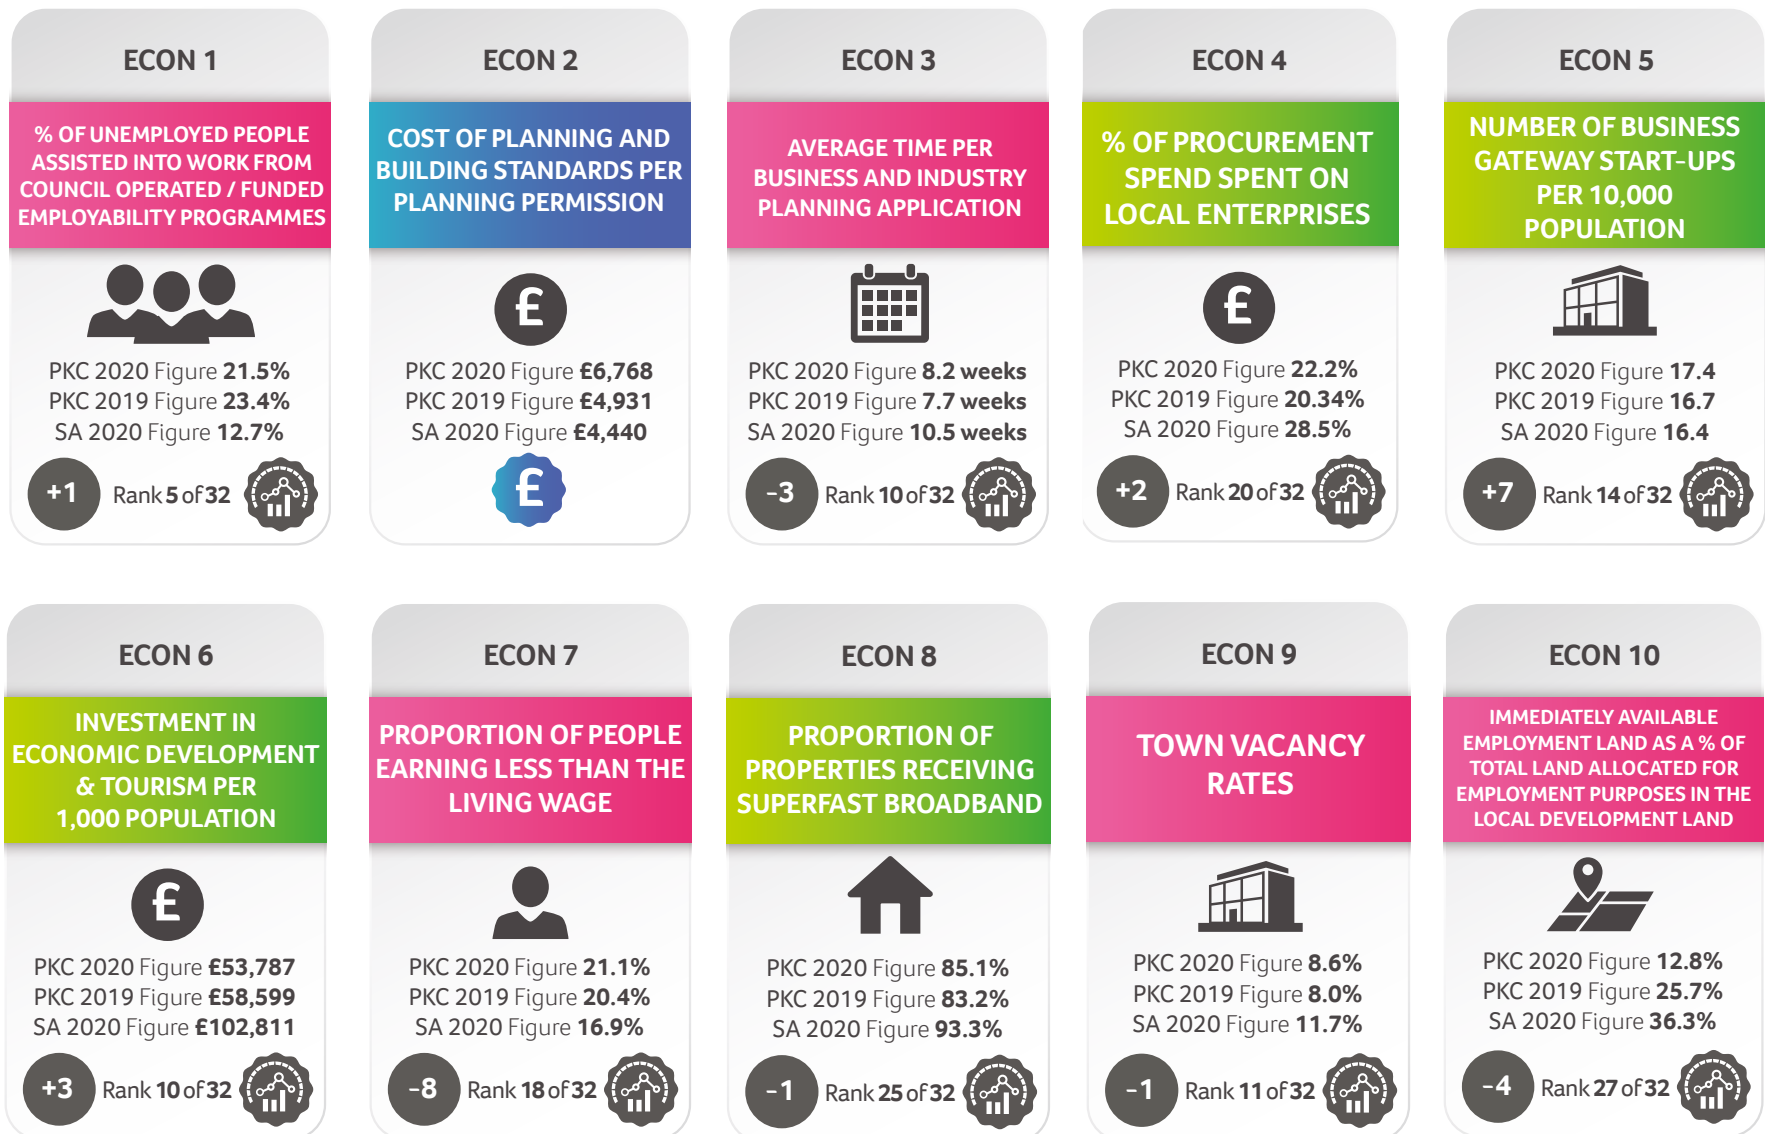 ECON 1
% OF UNEMPLOYED PEOPLE
ASSISTED INTO WORK FROM
COUNCIL OPERATED / FUNDED
EMPLOYABILITY PROGRAMMES
PKC 2020 Figure 21.5%
PKC 2019 Figure 23.4%
SA 2020 Figure 12.7%
+1
Rank 5 of 32
ECON 2
COST OF PLANNING AND
BUILDING STANDARDS PER
PLANNING PERMISSION
£
PKC 2020 Figure £6,768
PKC 2019 Figure £4,931
SA 2020 Figure £4,440
£
ECON 3
AVERAGE TIME PER
BUSINESS AND INDUSTRY
PLANNING APPLICATION
PKC 2020 Figure 8.2 weeks
PKC 2019 Figure 7.7 weeks
SA 2020 Figure 10.5 weeks
-3
Rank 10 of 32
ECON 4
% OF PROCUREMENT
SPEND SPENT ON
LOCAL ENTERPRISES
£
PKC 2020 Figure 22.2%
PKC 2019 Figure 20.34%
SA 2020 Figure 28.5%
+2
Rank 20 of 32
ECON 5
NUMBER OF BUSINESS
GATEWAY START-UPS
PER 10,000
POPULATION
PKC 2020 Figure 17.4
PKC 2019 Figure 16.7
SA 2020 Figure 16.4
+7
Rank 14 of 32
ECON 6
INVESTMENT IN
ECONOMIC DEVELOPMENT
& TOURISM PER
1,000 POPULATION
£
PKC 2020 Figure £53,787
PKC 2019 Figure £58,599
SA 2020 Figure £102,811
+3
Rank 10 of 32
ECON 7
PROPORTION OF PEOPLE
EARNING LESS THAN THE
LIVING WAGE
PKC 2020 Figure 21.1%
PKC 2019 Figure 20.4%
SA 2020 Figure 16.9%
-8
Rank 18 of 32
ECON 8
PROPORTION OF
PROPERTIES RECEIVING
SUPERFAST BROADBAND
PKC 2020 Figure 85.1%
PKC 2019 Figure 83.2%
SA 2020 Figure 93.3%
-1
Rank 25 of 32
ECON 9
TOWN VACANCY
RATES
PKC 2020 Figure 8.6%
PKC 2019 Figure 8.0%
SA 2020 Figure 11.7%
-1
Rank 11 of 32
ECON 10
IMMEDIATELY AVAILABLE
EMPLOYMENT LAND AS A % OF
TOTAL LAND ALLOCATED FOR
EMPLOYMENT PURPOSES IN THE
LOCAL DEVELOPMENT LAND
PKC 2020 Figure 12.8%
PKC 2019 Figure 25.7%
SA 2020 Figure 36.3%
-4
Rank 27 of 32